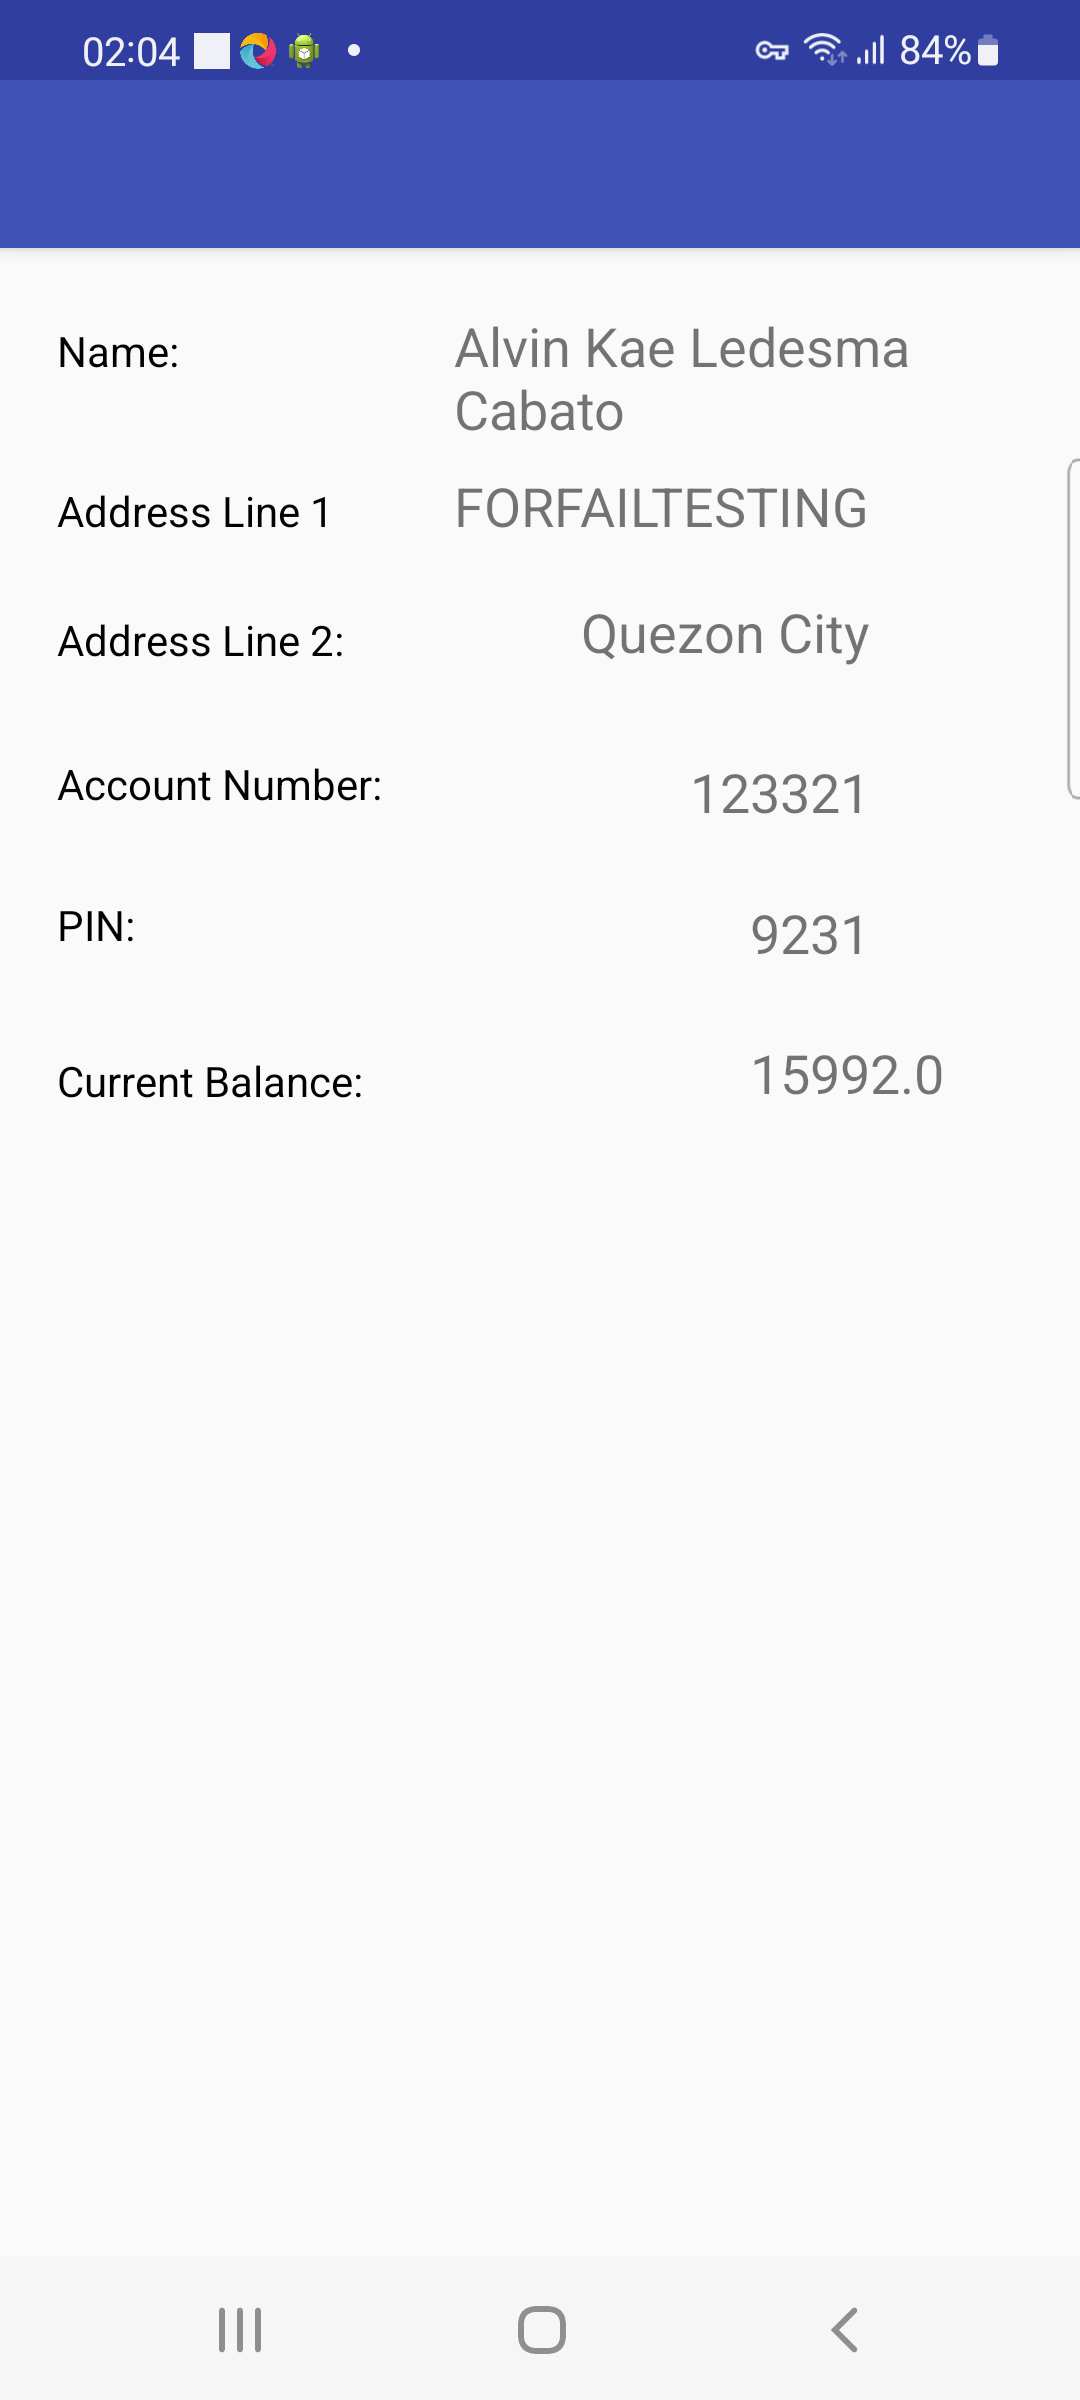 02:04 84%
Name: Alvin Kae Ledesma
Cabato
Address Line 1 FORFAILTESTING
Address Line 2: Quezon City
Account Number: 123321
PIN: 9231
Current Balance: 15992.0